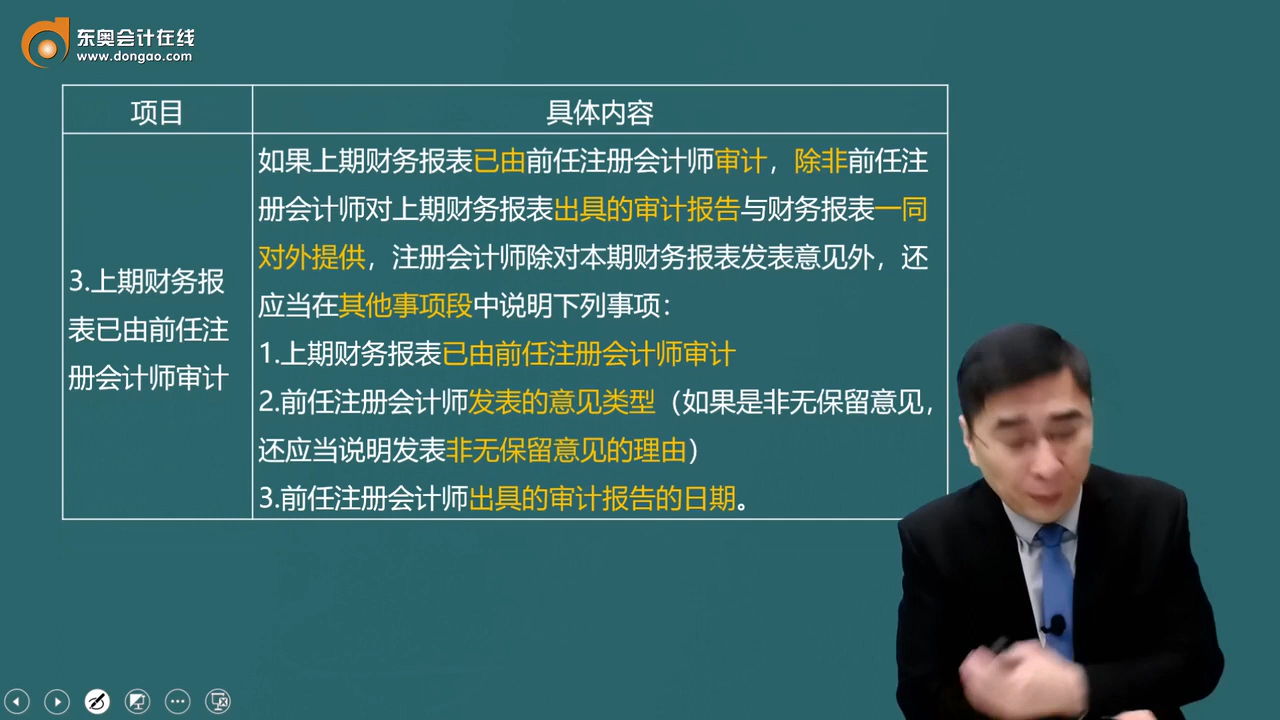 东奥会计在线
www.dongao.com
项目
具体内容
3.上期财务报
表已由前任注
册会计师审计
如果上期财务报表已由前任注册会计师审计，除非前任注
册会计师对上期财务报表出具的审计报告与财务报表一同
对外提供，注册会计师除对本期财务报表发表意见外，还
应当在其他事项段中说明下列事项：
1.上期财务报表已由前任注册会计师审计
2.前任注册会计师发表的意见类型（如果是非无保留意见，
还应当说明发表非无保留意见的理由）
3.前任注册会计师出具的审计报告的日期。